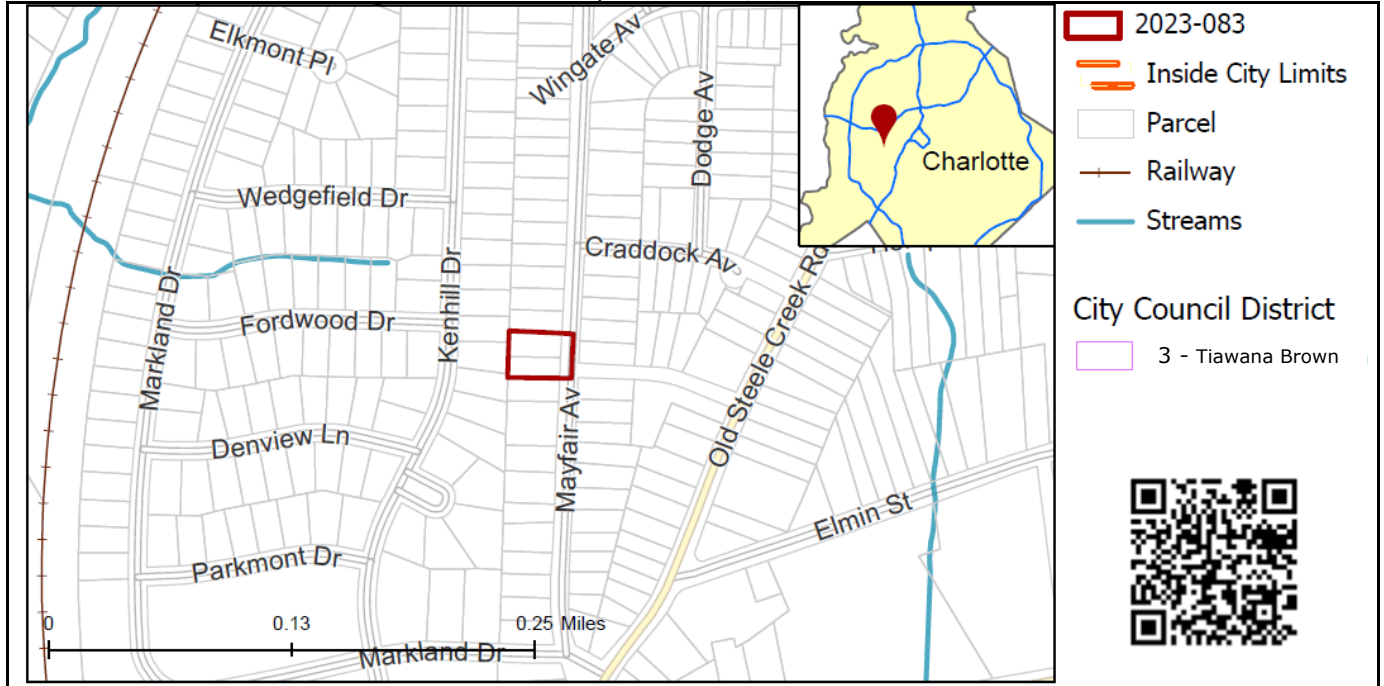 Elkmont Pl
Wingate Av
Dodge Av
Wedgefield Dr
Craddock Av
Kenhill Dr
Markland Dr
Fordwood Dr
Old Steele Creek Rd
Denview Ln
Mayfair Av
Elmin St
Parkmont Dr
0 0.13 0.25 Miles
Markland Dr
Charlotte
2023-083
Inside City Limits
Parcel
Railway
Streams
City Council District
3 - Tiawana Brown